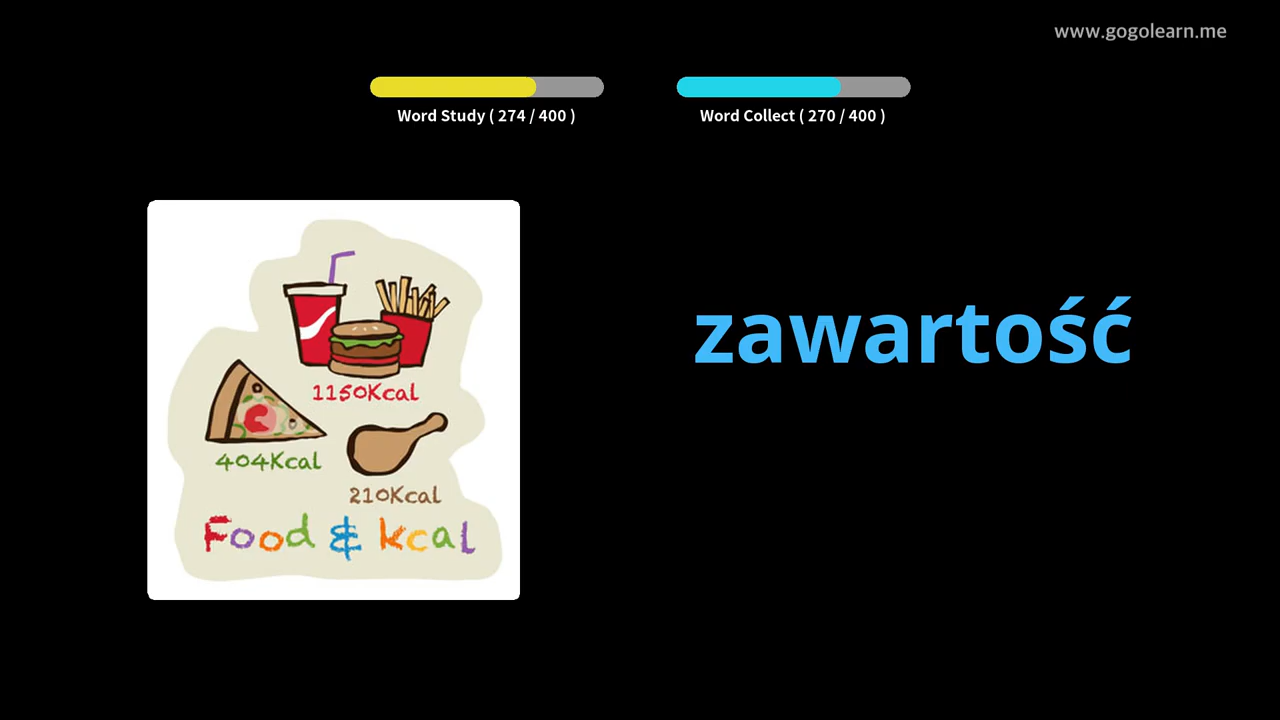 www.gogolearn.me
Word Study ( 274 / 400 )
Word Collect ( 270 / 400 )
zawartość
1150Kcal
404Kcal
210Kcal
Food & kcal